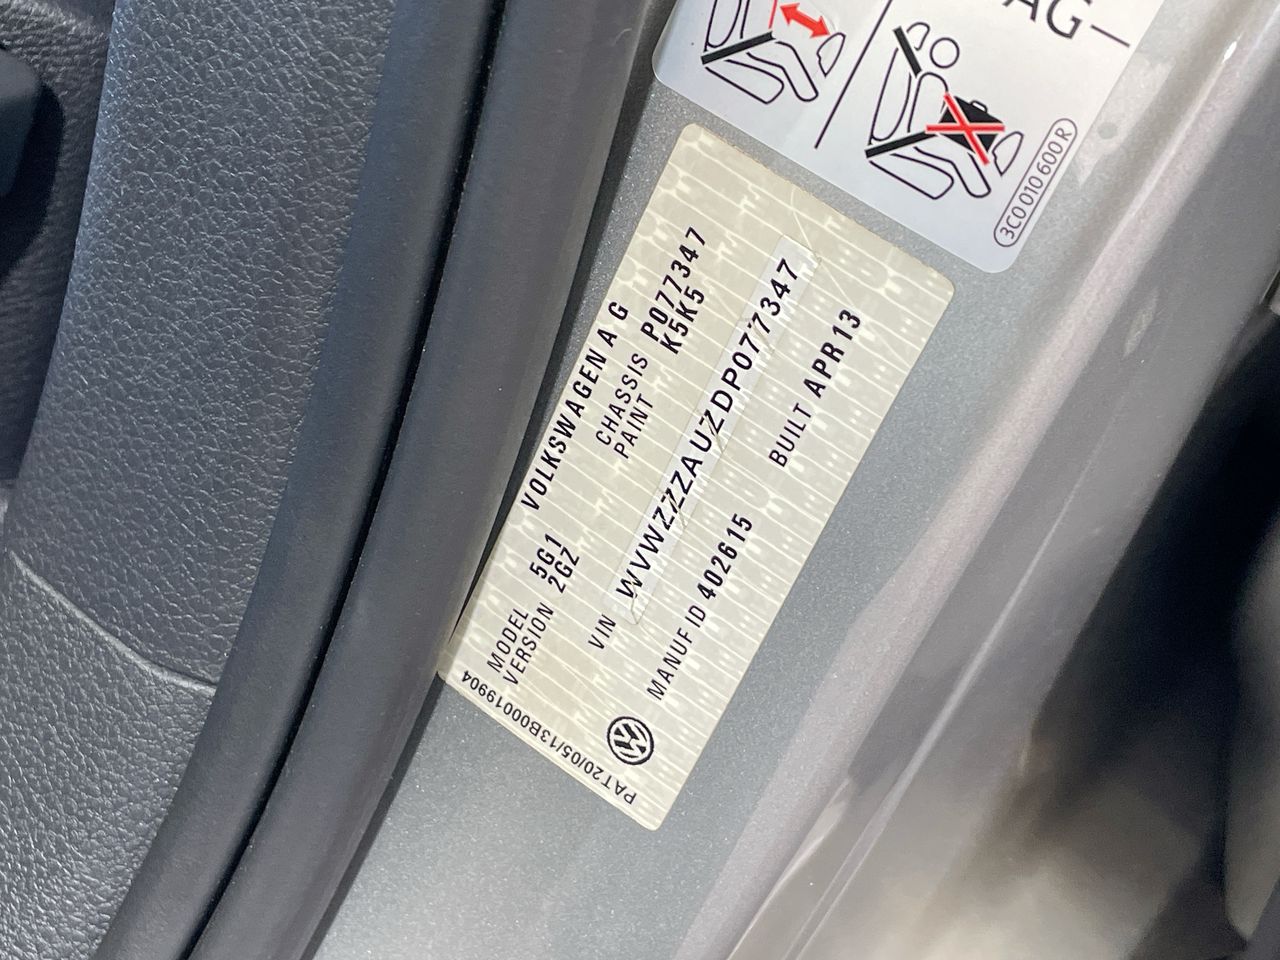 AG
3C0 010 600 R
VOLKSWAGEN A G
MODEL 5G1 CHASSIS P077347
VERSION 2GZ PAINT K5K5
VIN WVWZZZAUZDP077347
MANUF ID 402615 BUILT APR13
PAT20/05/13B00019904